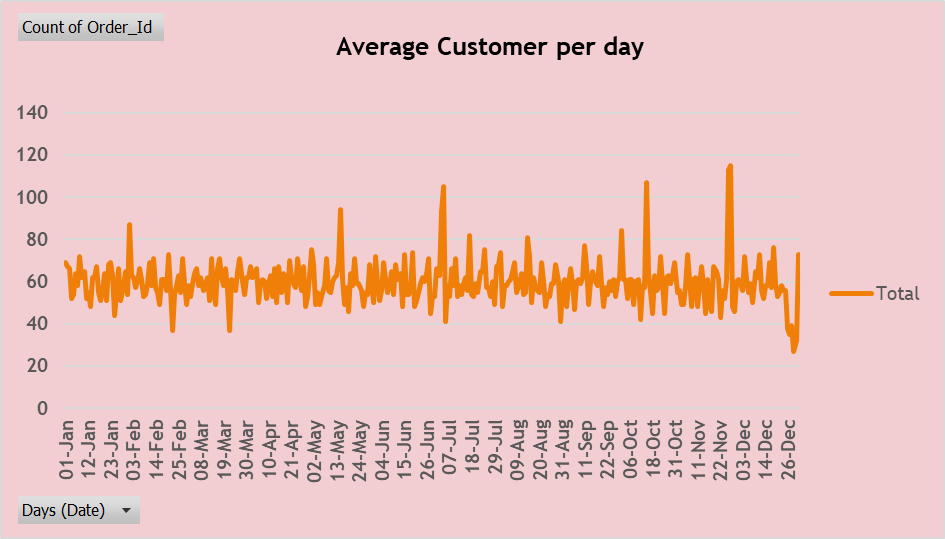 Count of Order_Id
Average Customer per day
140
120
100
80
60
40
20
0
Total
01-Jan
12-Jan
23-Jan
03-Feb
14-Feb
25-Feb
08-Mar
19-Mar
30-Mar
10-Apr
21-Apr
02-May
13-May
24-May
04-Jun
15-Jun
26-Jun
07-Jul
18-Jul
29-Jul
09-Aug
20-Aug
31-Aug
11-Sep
22-Sep
06-Oct
18-Oct
31-Oct
11-Nov
22-Nov
03-Dec
14-Dec
26-Dec
Days (Date)